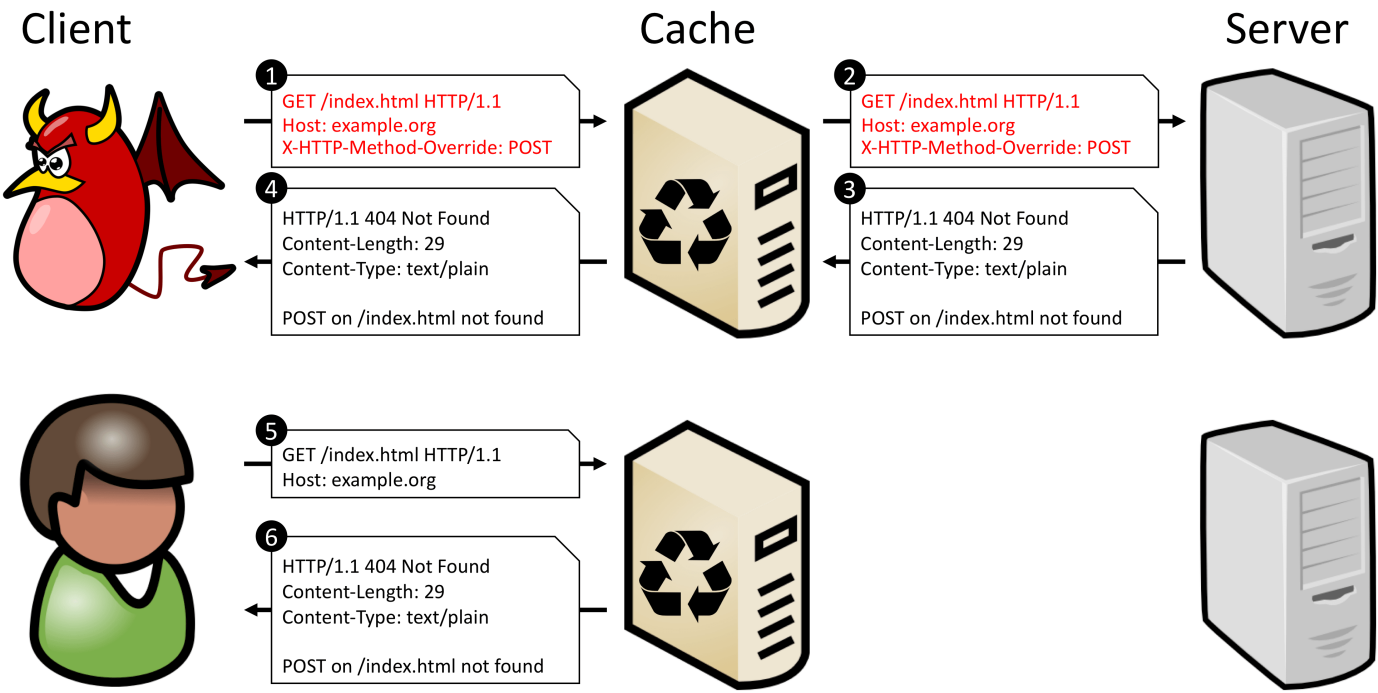 Client
Cache
Server
1
GET /index.html HTTP/1.1
Host: example.org
X-HTTP-Method-Override: POST
2
GET /index.html HTTP/1.1
Host: example.org
X-HTTP-Method-Override: POST
4
HTTP/1.1 404 Not Found
Content-Length: 29
Content-Type: text/plain
POST on /index.html not found
3
HTTP/1.1 404 Not Found
Content-Length: 29
Content-Type: text/plain
POST on /index.html not found
5
GET /index.html HTTP/1.1
Host: example.org
6
HTTP/1.1 404 Not Found
Content-Length: 29
Content-Type: text/plain
POST on /index.html not found